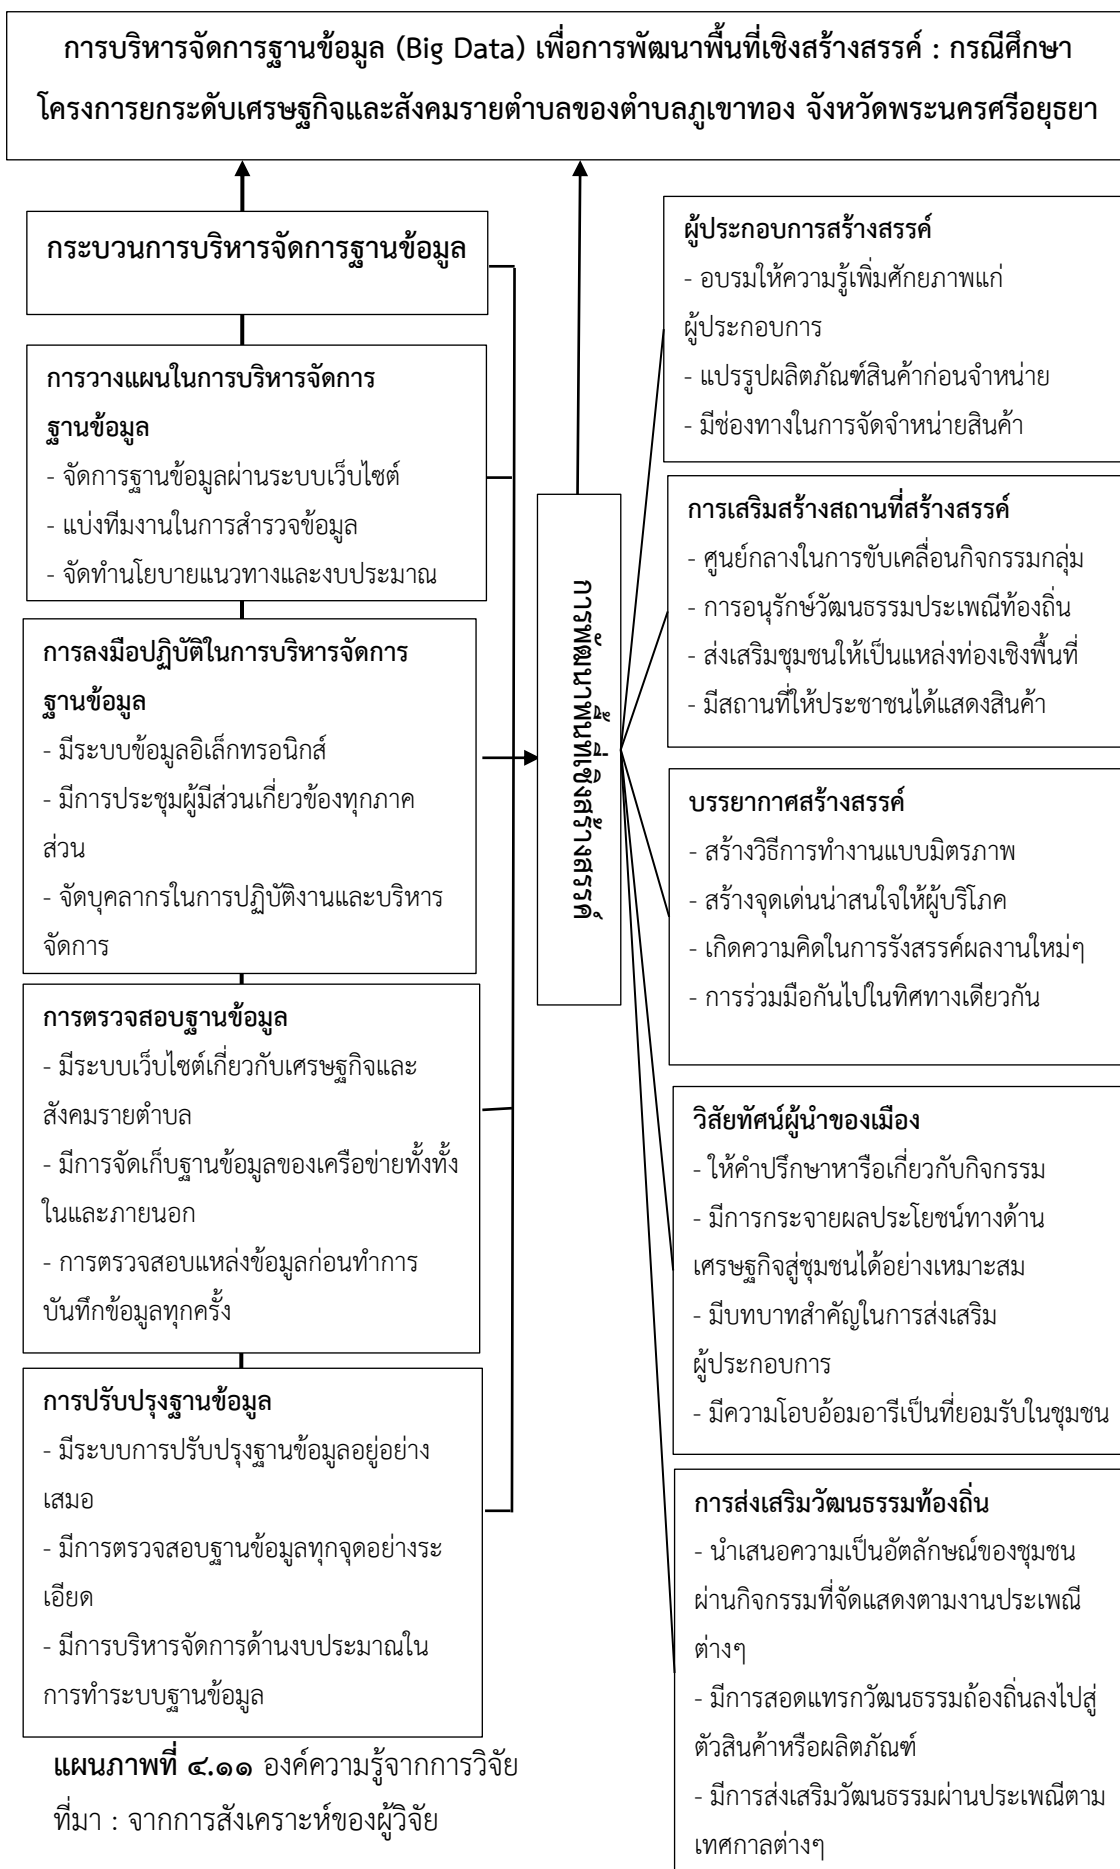 การบริหารจัดการฐานข้อมูล (Big Data) เพื่อการพัฒนาพื้นที่เชิงสร้างสรรค์ : กรณีศึกษา
โครงการยกระดับเศรษฐกิจและสังคมรายตำบลของตำบลภูเขาทอง จังหวัดพระนครศรีอยุธยา
กระบวนการบริหารจัดการฐานข้อมูล
การวางแผนในการบริหารจัดการ
ฐานข้อมูล
- จัดการฐานข้อมูลผ่านระบบเว็บไซต์
- แบ่งทีมงานในการสำรวจข้อมูล
- จัดทำนโยบายแนวทางและงบประมาณ
การลงมือปฏิบัติในการบริหารจัดการ
ฐานข้อมูล
- มีระบบข้อมูลอิเล็กทรอนิกส์
- มีการประชุมผู้มีส่วนเกี่ยวข้องทุกภาค
ส่วน
- จัดบุคลากรในการปฏิบัติงานและบริหาร
จัดการ
การตรวจสอบฐานข้อมูล
- มีระบบเว็บไซต์เกี่ยวกับเศรษฐกิจและ
สังคมรายตำบล
- มีการจัดเก็บฐานข้อมูลของเครือข่ายทั้งทั้ง
ในและภายนอก
- การตรวจสอบแหล่งข้อมูลก่อนทำการ
บันทึกข้อมูลทุกครั้ง
การปรับปรุงฐานข้อมูล
- มีระบบการปรับปรุงฐานข้อมูลอยู่อย่าง
เสมอ
- มีการตรวจสอบฐานข้อมูลทุกจุดอย่างระ
เอียด
- มีการบริหารจัดการด้านงบประมาณใน
การทำระบบฐานข้อมูล
การพัฒนาพื้นที่เชิงสร้างสรรค์
ผู้ประกอบการสร้างสรรค์
- อบรมให้ความรู้เพิ่มศักยภาพแก่
ผู้ประกอบการ
- แปรรูปผลิตภัณฑ์สินค้าก่อนจำหน่าย
- มีช่องทางในการจัดจำหน่ายสินค้า
การเสริมสร้างสถานที่สร้างสรรค์
- ศูนย์กลางในการขับเคลื่อนกิจกรรมกลุ่ม
- การอนุรักษ์วัฒนธรรมประเพณีท้องถิ่น
- ส่งเสริมชุมชนให้เป็นแหล่งท่องเชิงพื้นที่
- มีสถานที่ให้ประชาชนได้แสดงสินค้า
บรรยากาศสร้างสรรค์
- สร้างวิธีการทำงานแบบมิตรภาพ
- สร้างจุดเด่นน่าสนใจให้ผู้บริโภค
- เกิดความคิดในการรังสรรค์ผลงานใหม่ๆ
- การร่วมมือกันไปในทิศทางเดียวกัน
วิสัยทัศน์ผู้นำของเมือง
- ให้คำปรึกษาหารือเกี่ยวกับกิจกรรม
- มีการกระจายผลประโยชน์ทางด้าน
เศรษฐกิจสู่ชุมชนได้อย่างเหมาะสม
- มีบทบาทสำคัญในการส่งเสริม
ผู้ประกอบการ
- มีความโอบอ้อมอารีเป็นที่ยอมรับในชุมชน
การส่งเสริมวัฒนธรรมท้องถิ่น
- นำเสนอความเป็นอัตลักษณ์ของชุมชน
ผ่านกิจกรรมที่จัดแสดงตามงานประเพณี
ต่างๆ
- มีการสอดแทรกวัฒนธรรมถ้องถิ่นลงไปสู่
ตัวสินค้าหรือผลิตภัณฑ์
- มีการส่งเสริมวัฒนธรรมผ่านประเพณีตาม
เทศกาลต่างๆ
แผนภาพที่ ๔.๑๑ องค์ความรู้จากการวิจัย
ที่มา : จากการสังเคราะห์ของผู้วิจัย